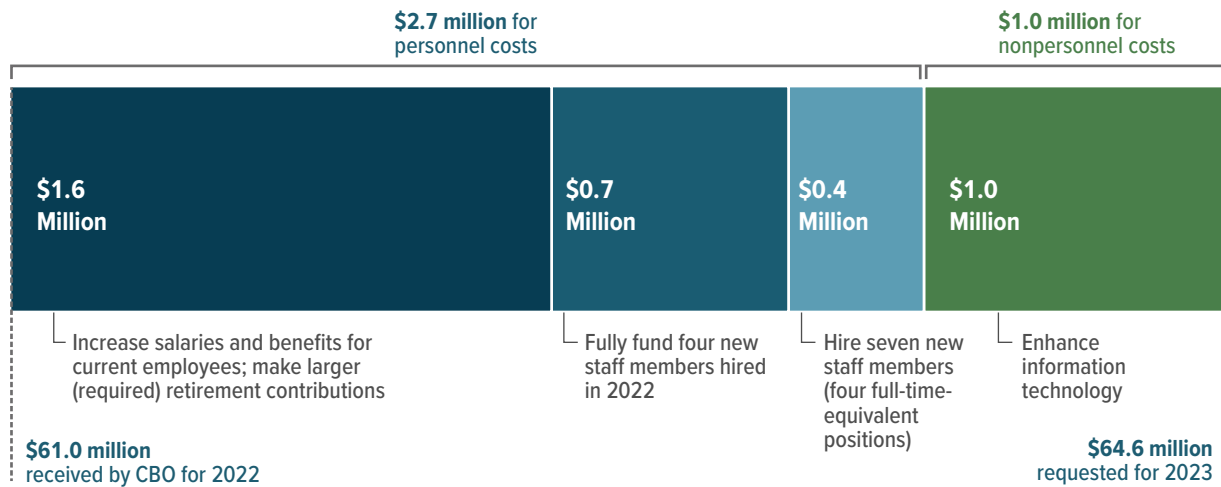 $2.7 million for
personnel costs
$1.0 million for
nonpersonnel costs
$1.6
Million
$0.7
Million
$0.4
Million
$1.0
Million
Increase salaries and benefits for
current employees; make larger
(required) retirement contributions
Fully fund four new
staff members hired
in 2022
Hire seven new
staff members
(four full-time-
equivalent
positions)
Enhance
information
technology
$61.0 million
received by CBO for 2022
$64.6 million
requested for 2023